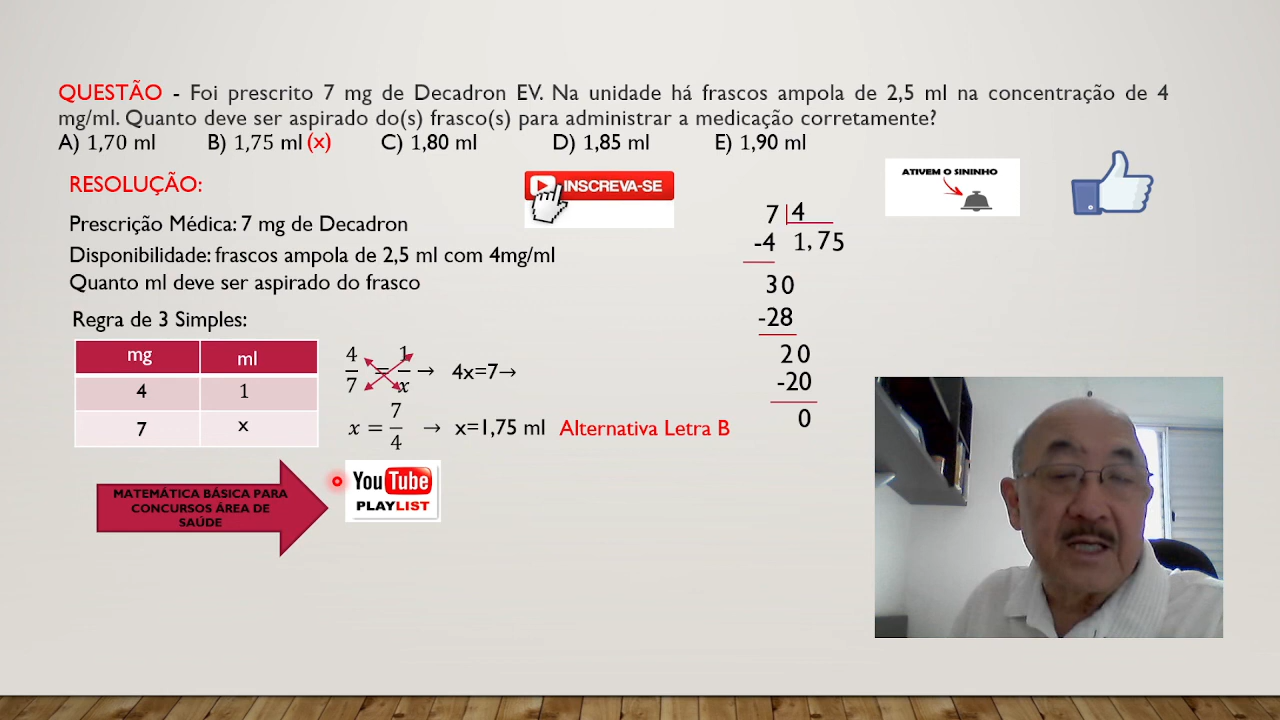 QUESTÃO - Foi prescrito 7 mg de Decadron EV. Na unidade há frascos ampola de 2,5 ml na concentração de 4
mg/ml. Quanto deve ser aspirado do(s) frasco(s) para administrar a medicação corretamente?
A) 1,70 ml B) 1,75 ml (x) C) 1,80 ml D) 1,85 ml E) 1,90 ml
RESOLUÇÃO:
INSCREVA-SE
ATIVEM O SININHO
Prescrição Médica: 7 mg de Decadron
Disponibilidade: frascos ampola de 2,5 ml com 4mg/ml
Quanto ml deve ser aspirado do frasco
Regra de 3 Simples:
mg ml
4 1
7 x
4/7 = 1/x → 4x=7→
x = 7/4 → x=1,75 ml Alternativa Letra B
7 4
-4 1,75
30
-28
20
-20
0
MATEMÁTICA BÁSICA PARA
CONCURSOS ÁREA DE
SAÚDE
YouTube
PLAYLIST